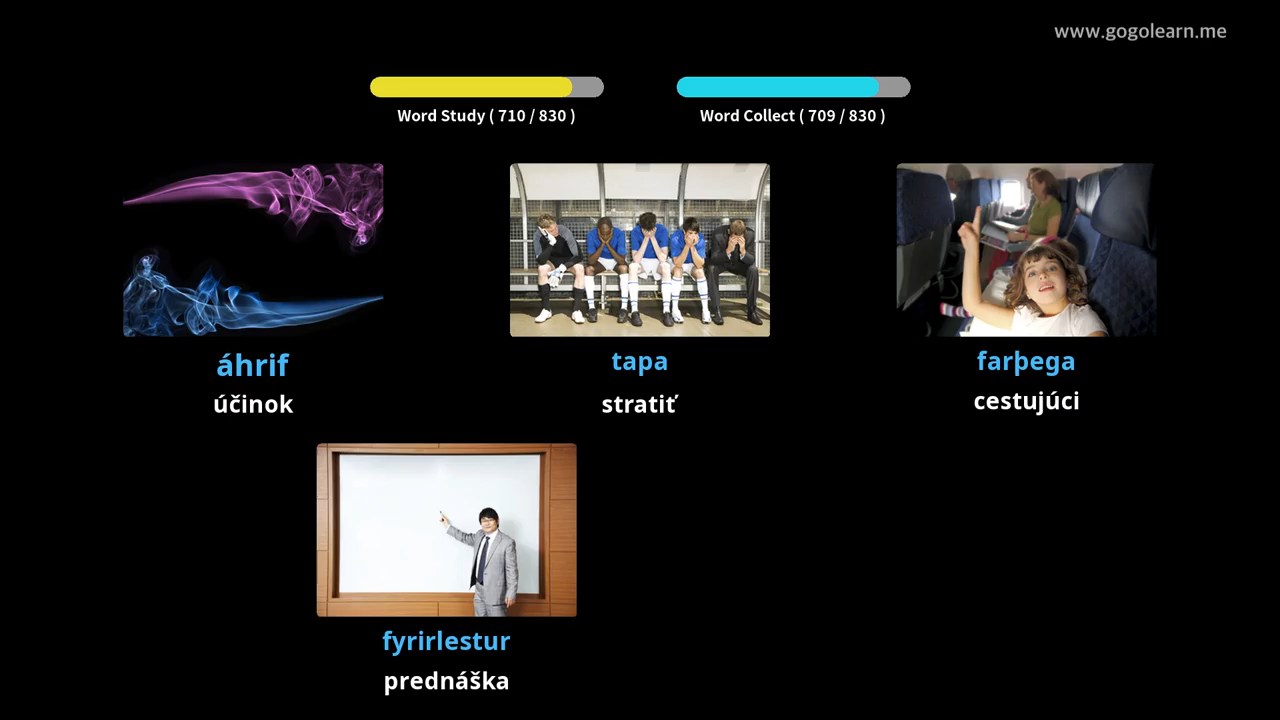 www.gogolearn.me
Word Study ( 710 / 830 )
Word Collect ( 709 / 830 )
áhrif
tapa
farþega
účinok
stratiť
cestujúci
fyrirlestur
prednáška